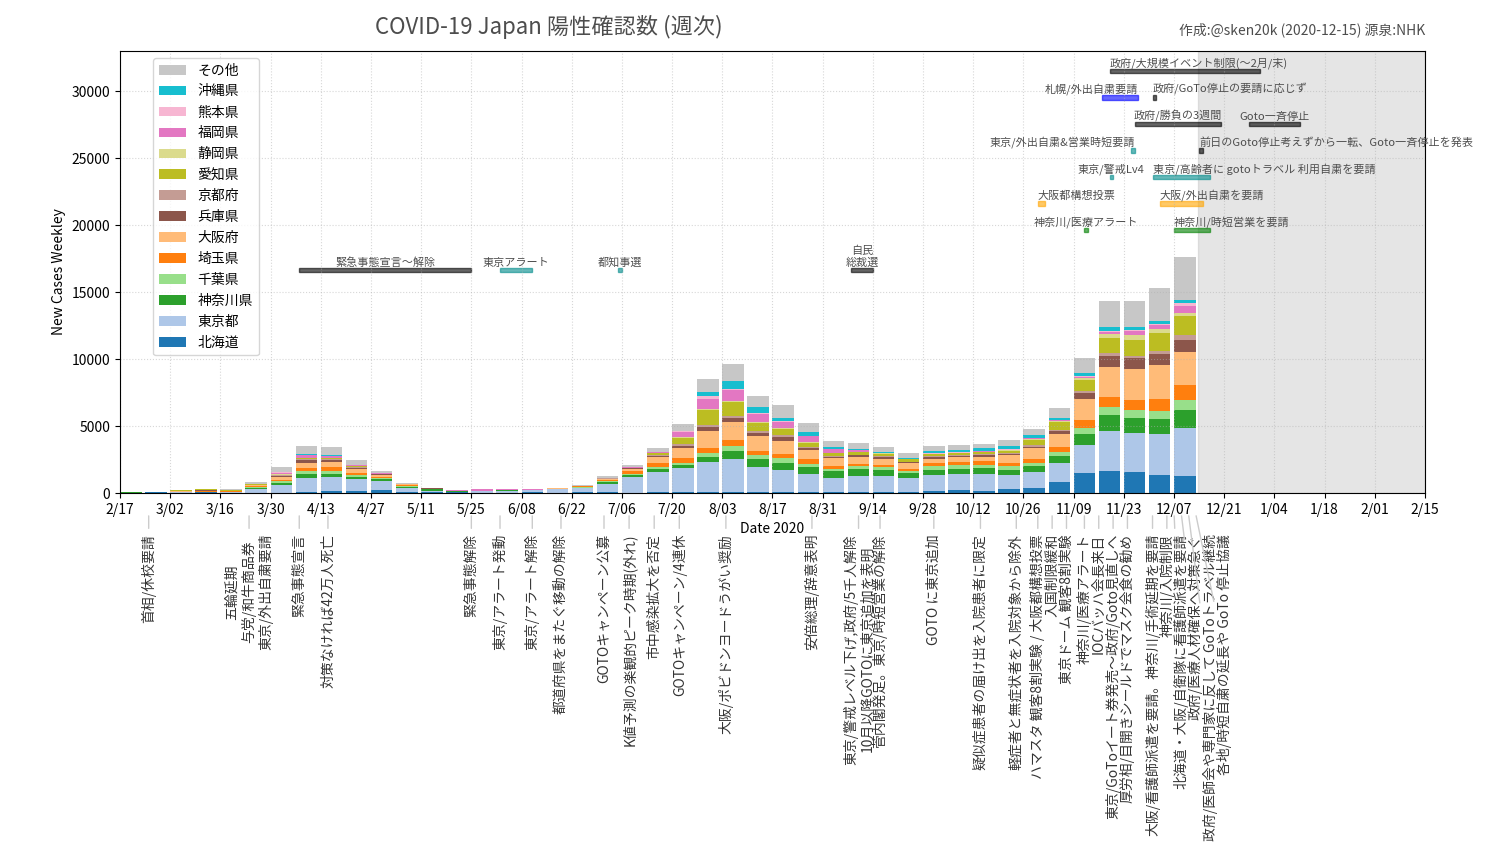 COVID-19 Japan 陽性確認数 (週次)
作成:@sken20k (2020-12-15) 源泉:NHK
New Cases Weekley
30000
25000
20000
15000
10000
5000
0
その他
沖縄県
熊本県
福岡県
静岡県
愛知県
京都府
兵庫県
大阪府
埼玉県
千葉県
神奈川県
東京都
北海道
政府/大規模イベント制限(～2月/末)
札幌/外出自粛要請
政府/GoTo停止の要請に応じず
政府/勝負の3週間
Goto一斉停止
東京/外出自粛&営業時短要請
前日のGoto停止考えずから一転、Goto一斉停止を発表
東京/警戒Lv4
東京/高齢者に gotoトラベル 利用自粛を要請
大阪都構想投票
大阪/外出自粛を要請
神奈川/医療アラート
神奈川/時短営業を要請
緊急事態宣言～解除
東京アラート
都知事選
自民
総裁選
2/17
3/02
3/16
3/30
4/13
4/27
5/11
5/25
6/08
6/22
7/06
7/20
8/03
8/17
8/31
9/14
9/28
10/12
10/26
11/09
11/23
12/07
12/21
1/04
1/18
2/01
2/15
Date 2020
首相/休校要請
五輪延期
与党/和牛商品券
東京/外出自粛要請
緊急事態宣言
対策なければ42万人死亡
緊急事態解除
東京/アラート発動
東京/アラート解除
都道府県をまたぐ移動の解除
GOTOキャンペーン公募
K値予測の楽観的ピーク時期(外れ)
市中感染拡大を否定
GOTOキャンペーン/4連休
大阪/ポビドンヨードうがい奨励
安倍総理/辞意表明
東京/警戒レベル下げ,政府/5千人解除
10月以降GOTOに東京追加を表明
菅内閣発足。東京/時短営業の解除
GOTO に東京追加
疑似症患者の届け出を入院患者に限定
軽症者と無症状者を入院対象から除外
ハマスタ 観客8割実験 / 大阪都構想投票
入国制限緩和
東京ドーム 観客8割実験
神奈川/医療アラート
IOCバッハ会長来日
東京/GoToイート券発売～政府/Goto見直しへ
厚労相/目開きシールドでマスク会食の勧め
大阪/看護師派遣を要請。神奈川/手術延期を要請
神奈川/入院制限
北海道・大阪/自衛隊に看護師派遣を要請
政府/医療人材確保へ対策急ぐ
政府/医師会や専門家に反して GoToトラベル継続
各地/時短自粛の延長や GoTo 停止協議